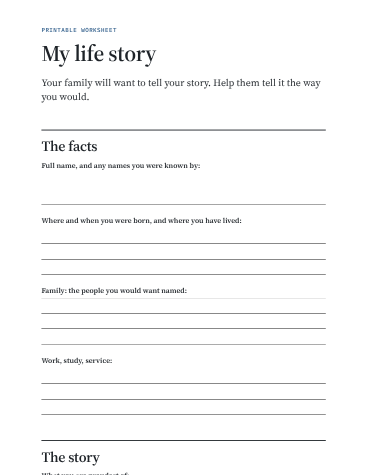 PRINTABLE WORKSHEET
My life story
Your family will want to tell your story. Help them tell it the way
you would.
The facts
Full name, and any names you were known by:
Where and when you were born, and where you have lived:
Family: the people you would want named:
Work, study, service:
The story